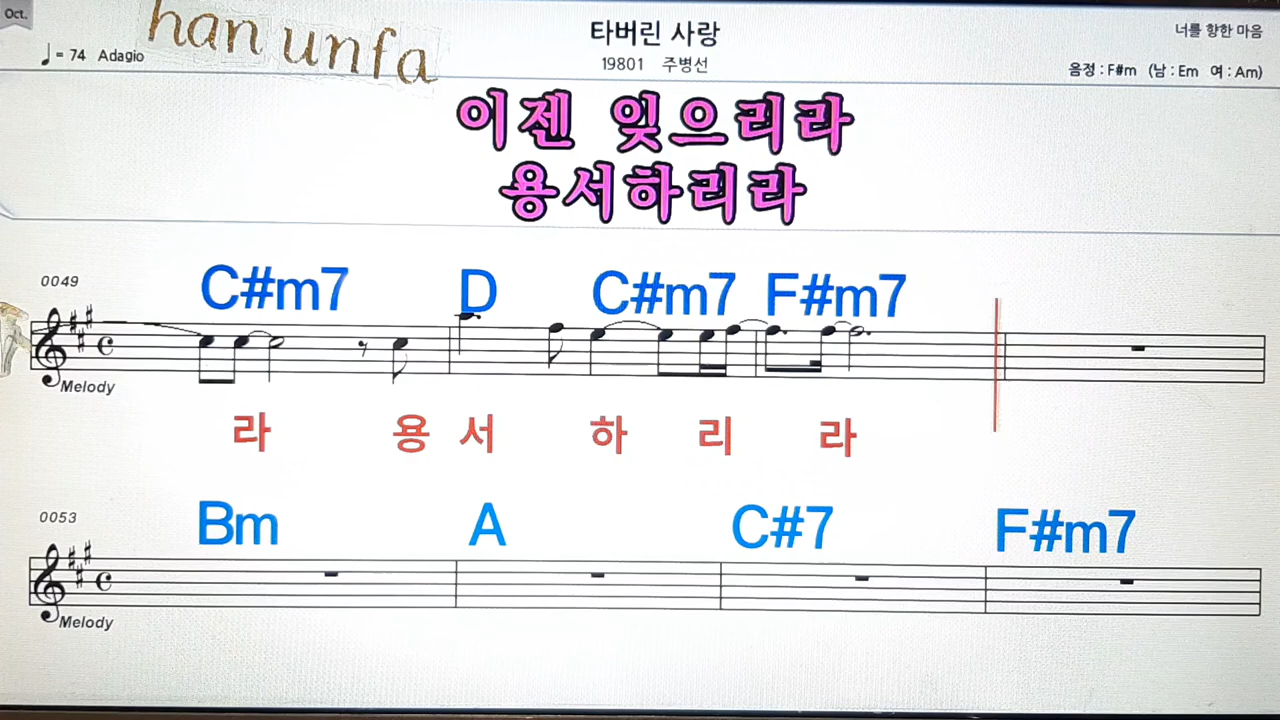 Oct.
han unfa
타버린 사랑
너를 향한 마음
♩= 74 Adagio
19801 주병선
음정 : F#m (남 : Em 여 : Am)
이젠 잊으리라
용서하리라
0049
C#m7 D C#m7 F#m7
Melody
라 용 서 하 리 라
0053
Bm A C#7 F#m7
Melody